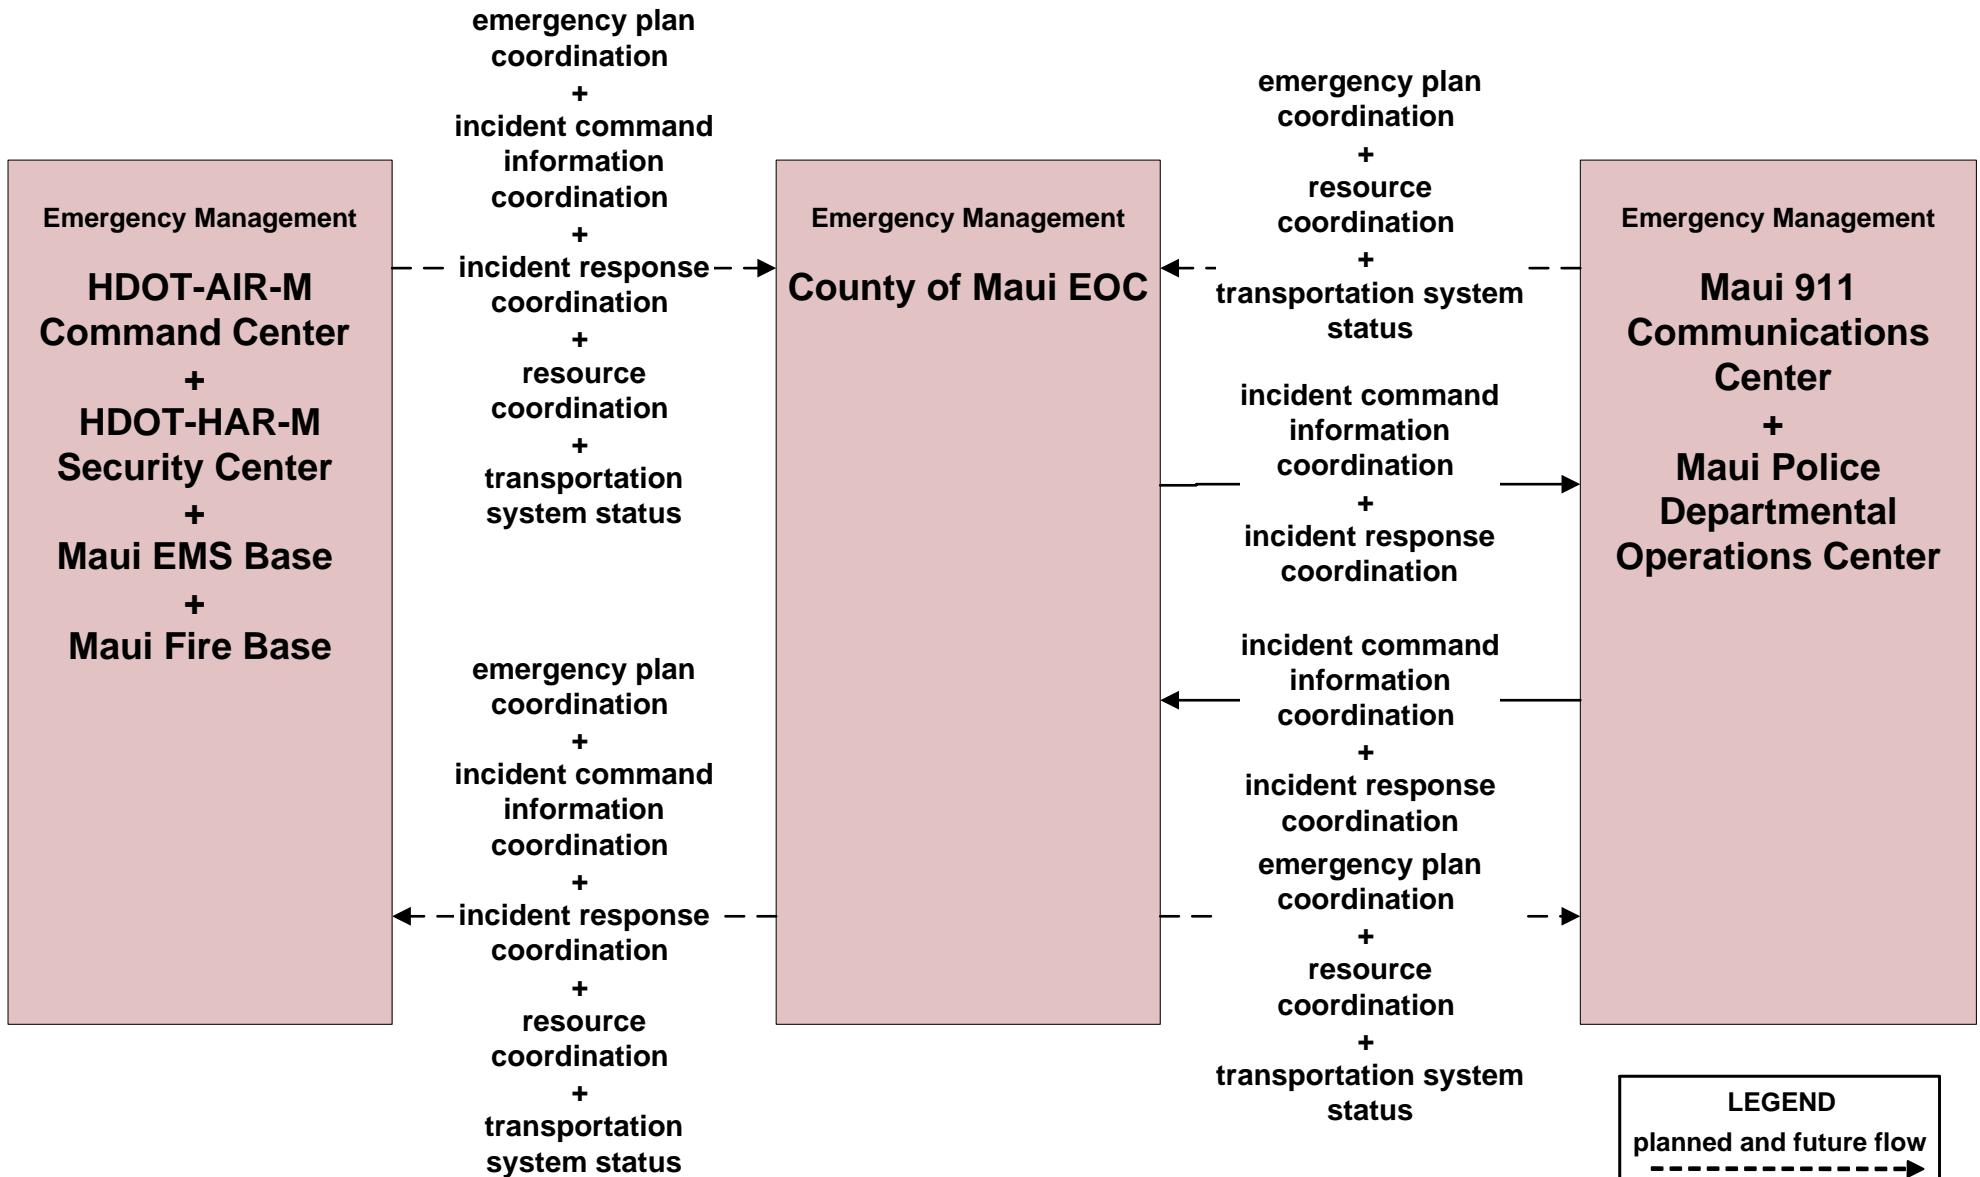 emergency plan
coordination
+
incident command
information
coordination
+
incident response
coordination
+
resource
coordination
+
transportation
system status
emergency plan
coordination
+
resource
coordination
+
transportation system
status
Emergency Management
HDOT-AIR-M
Command Center
+
HDOT-HAR-M
Security Center
+
Maui EMS Base
+
Maui Fire Base
Emergency Management
County of Maui EOC
Emergency Management
Maui 911
Communications
Center
+
Maui Police
Departmental
Operations Center
incident command
information
coordination
+
incident response
coordination
incident command
information
coordination
+
incident response
coordination
emergency plan
coordination
+
incident command
information
coordination
+
incident response
coordination
+
resource
coordination
+
transportation
system status
emergency plan
coordination
+
resource
coordination
+
transportation system
status
LEGEND
planned and future flow